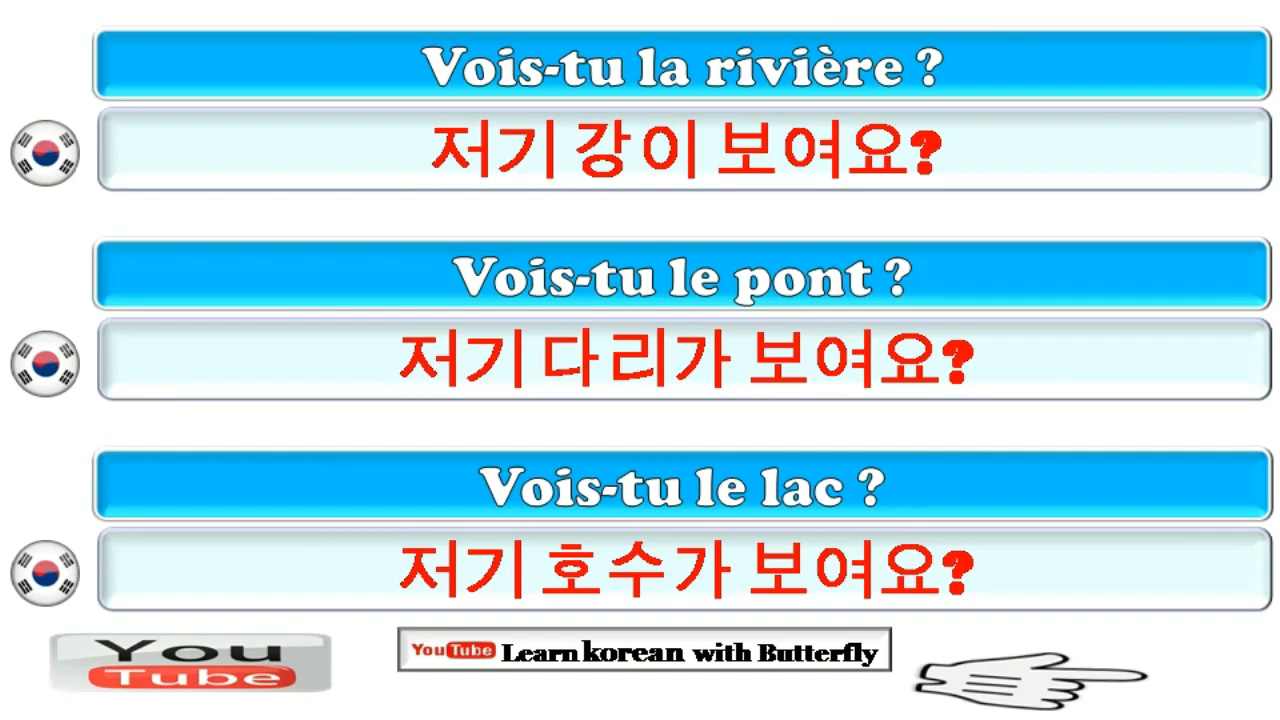 Vois-tu la rivière ?
저기 강이 보여요?
Vois-tu le pont ?
저기 다리가 보여요?
Vois-tu le lac ?
저기 호수가 보여요?
You
Tube
YouTube Learn korean with Butterfly